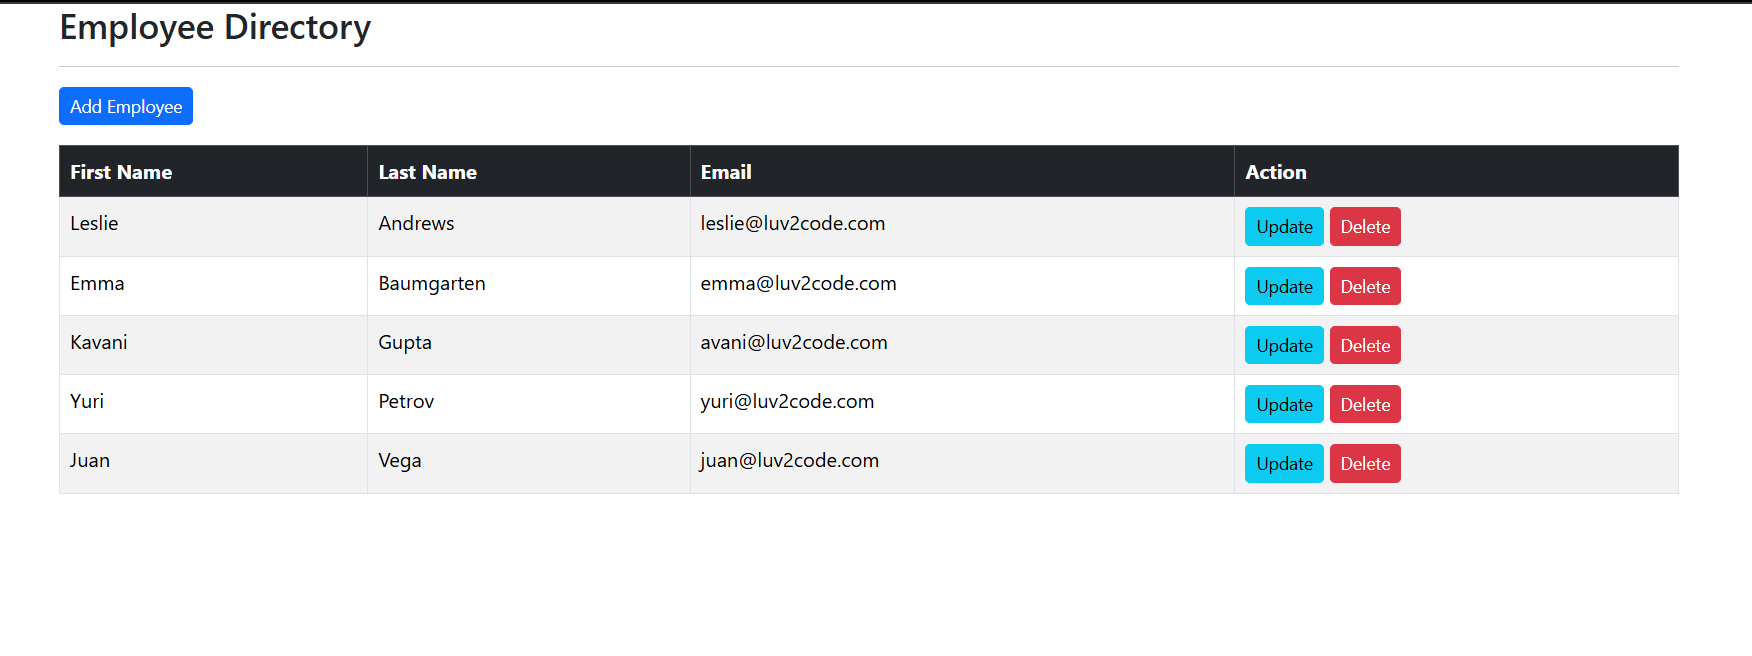 Employee Directory
Add Employee
First Name Last Name Email Action
Leslie Andrews leslie@luv2code.com Update Delete
Emma Baumgarten emma@luv2code.com Update Delete
Kavani Gupta avani@luv2code.com Update Delete
Yuri Petrov yuri@luv2code.com Update Delete
Juan Vega juan@luv2code.com Update Delete